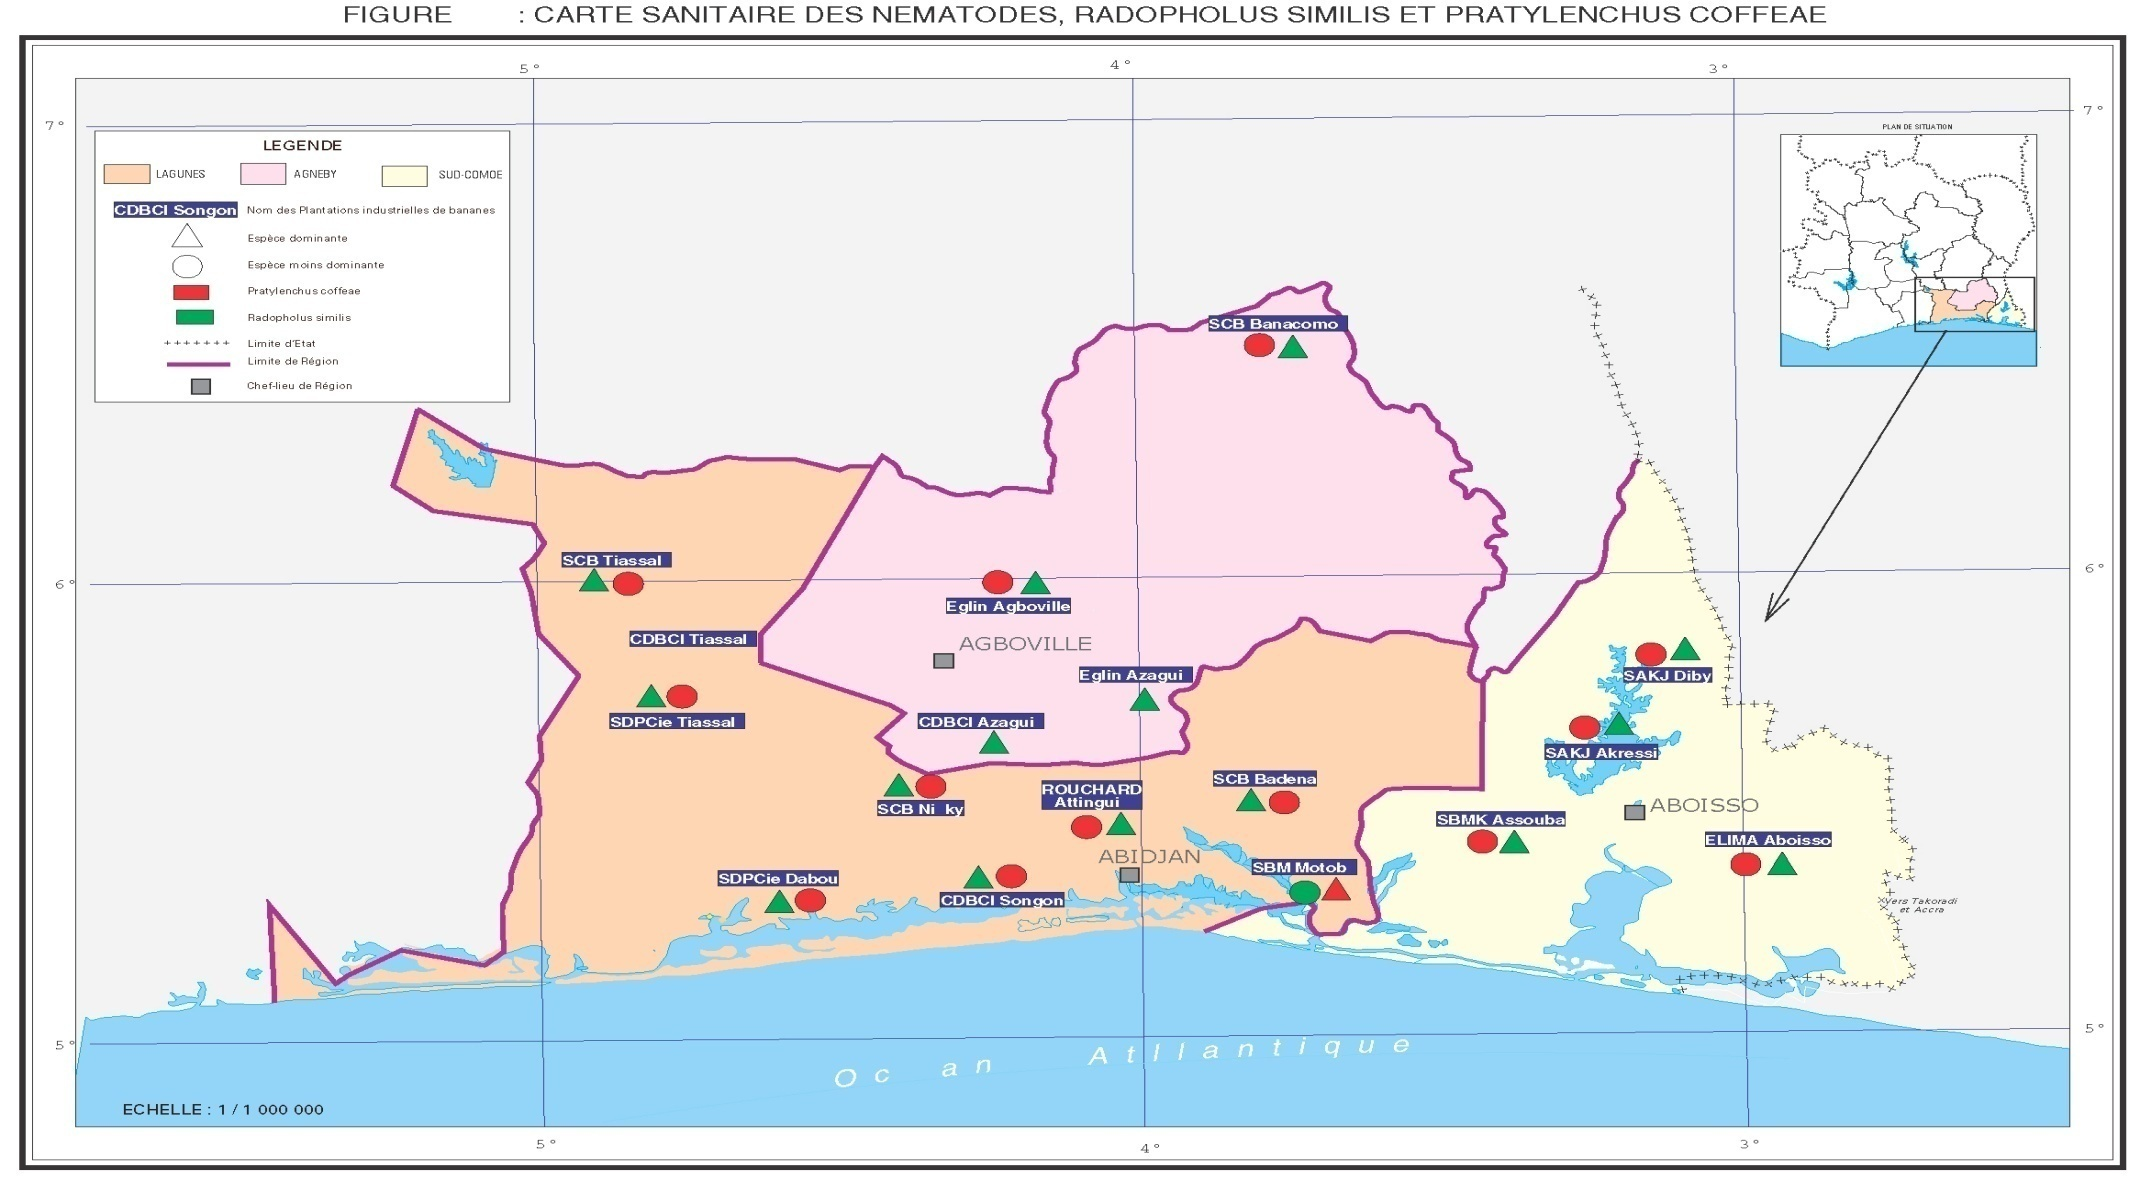 FIGURE : CARTE SANITAIRE DES NEMATODES, RADOPHOLUS SIMILIS ET PRATYLENCHUS COFFEAE
5° 4° 3°
7° 7°
LEGENDE
LAGUNES AGNEBY SUD-COMOE
CDBCI Songon Nom des Plantations industrielles de bananes
Espèce dominante
Espèce moins dominante
Pratylenchus coffeae
Radopholus similis
Limite d'Etat
Limite de Région
Chef-lieu de Région
PLAN DE SITUATION
SCB Banacomo
SCB Tiassal
6° 6°
Eglin Agboville
CDBCI Tiassal
AGBOVILLE
Eglin Azagui
SAKJ Diby
SDPCie Tiassal
CDBCI Azagui
SAKJ Akressi
SCB Badena
ROUCHARD
Attingui
SCB Ni ky
ABOISSO
SBMK Assouba
ELIMA Aboisso
ABIDJAN
SBM Motob
SDPCie Dabou
CDBCI Songon
Vers Takoradi
et Accra
5° 5°
Oc an Atllantique
ECHELLE : 1 / 1 000 000
5° 4° 3°